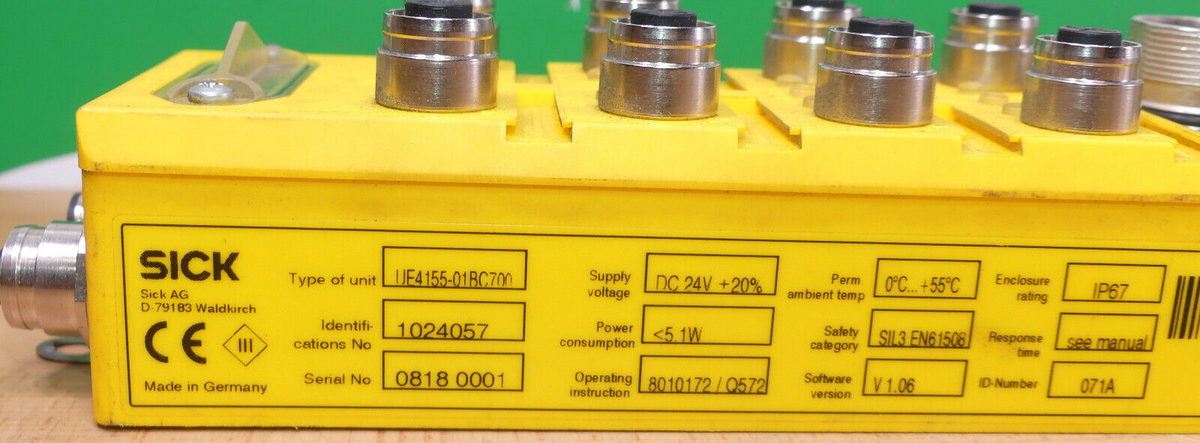 SICK
Sick AG
D-79183 Waldkirch
CE
III
Made in Germany
Type of unit UE4155-01BC700
Identifi-
cations No 1024057
Serial No 0818 0001
Supply
voltage DC 24V +20%
Power
consumption <5.1W
Operating
instruction 8010172 / Q572
Perm
ambient temp 0°C...+55°C
Safety
category SIL3 EN61508
Software
version V 1.06
Enclosure
rating IP67
Response
time see manual
ID-Number 071A